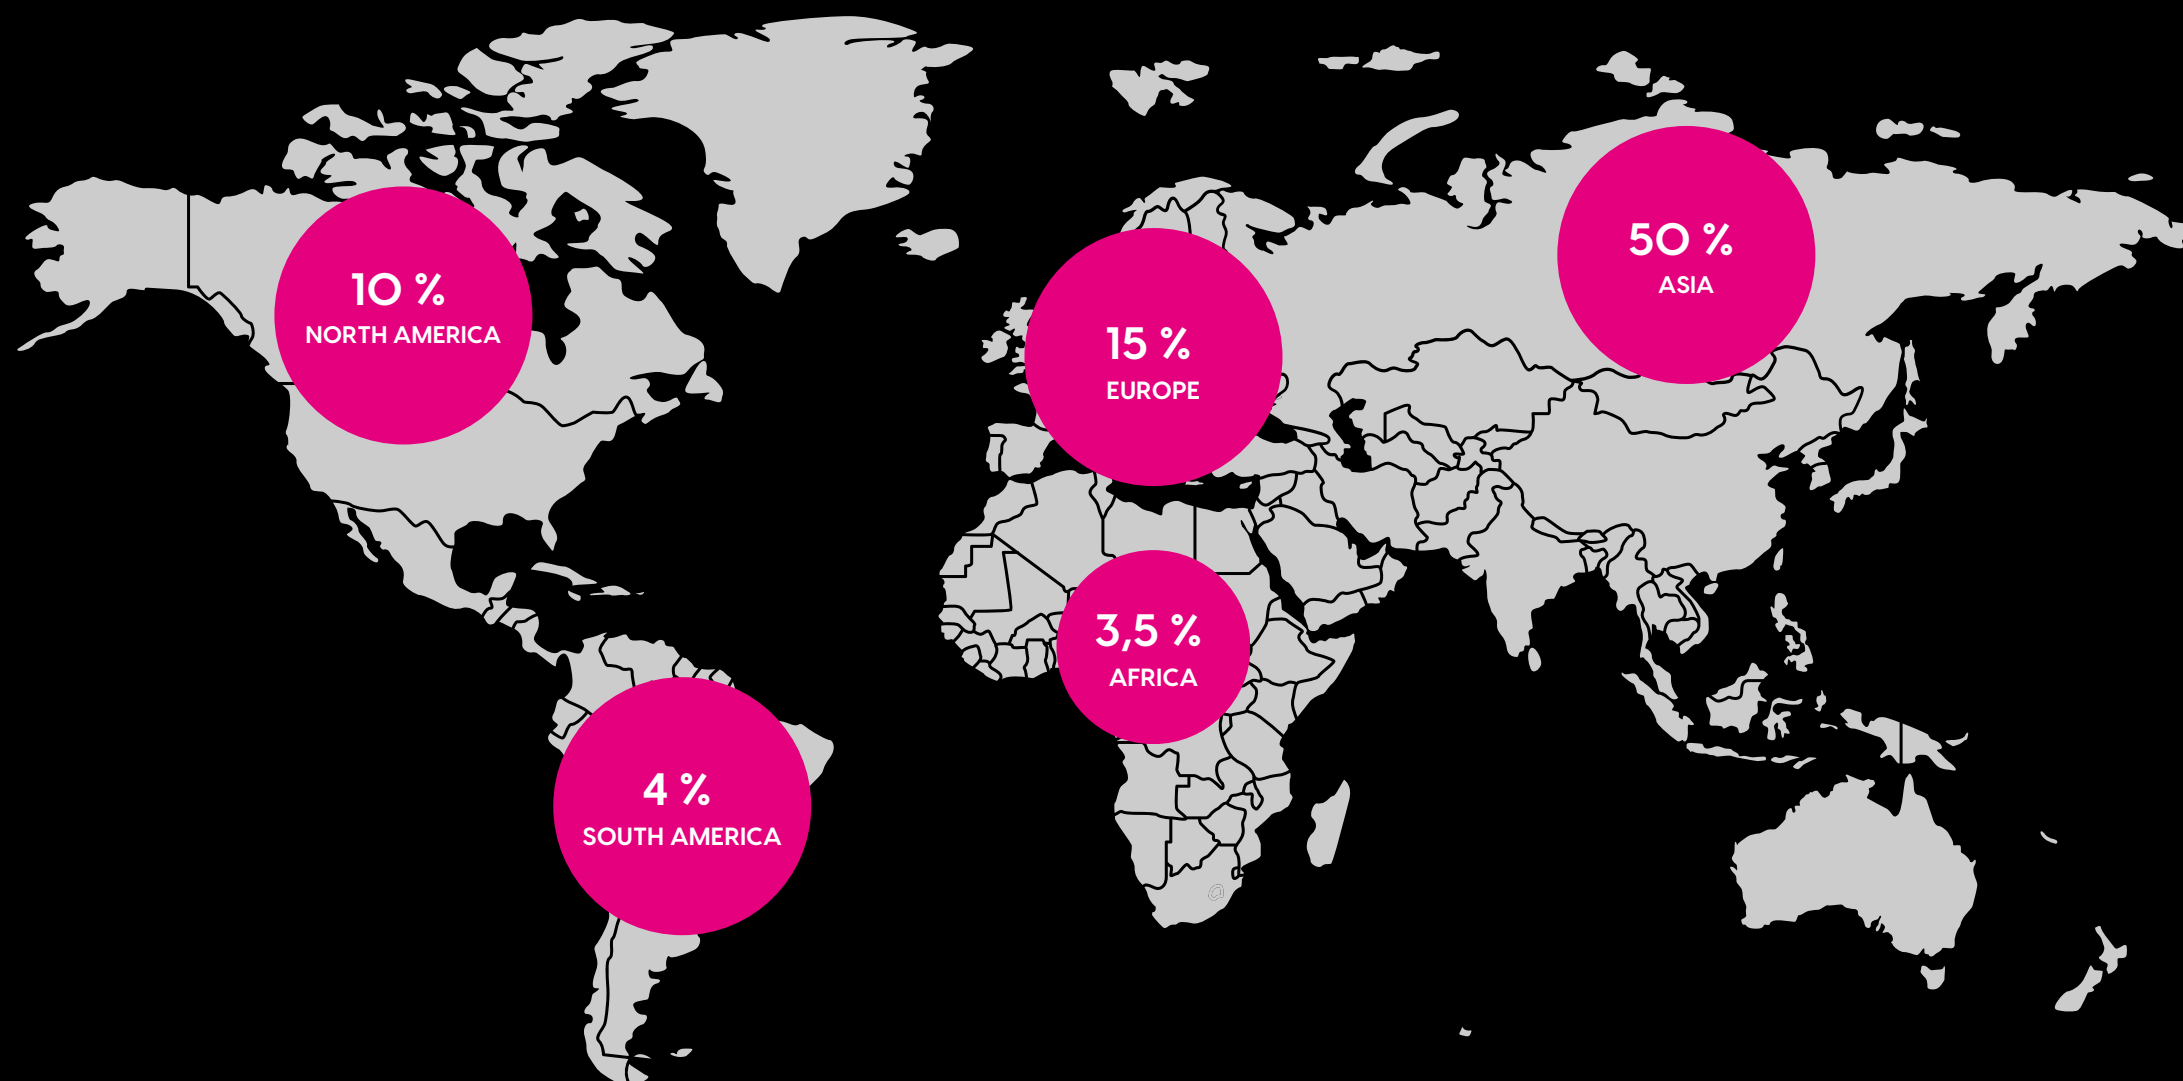 10 %
NORTH AMERICA
15 %
EUROPE
50 %
ASIA
3,5 %
AFRICA
4 %
SOUTH AMERICA